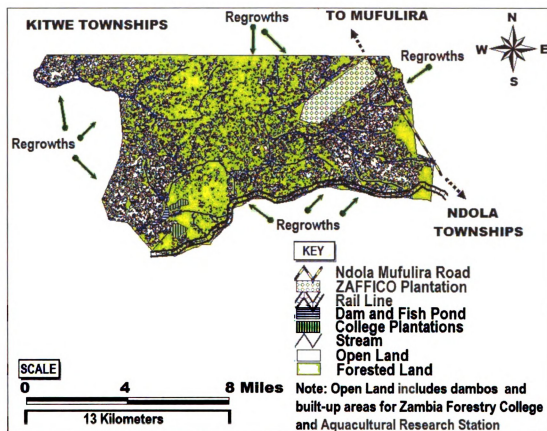 KITWE TOWNSHIPS
TO MUFULIRA
Regrowths
Regrowths
N
W E
S
Regrowths
Regrowths
NDOLA
TOWNSHIPS
KEY
Ndola Mufulira Road
ZAFFICO Plantation
Rail Line
Dam and Fish Pond
College Plantations
Stream
Open Land
Forested Land
SCALE
0 4 8 Miles
13 Kilometers
Note: Open Land includes dambos and
built-up areas for Zambia Forestry College
and Aquacultural Research Station